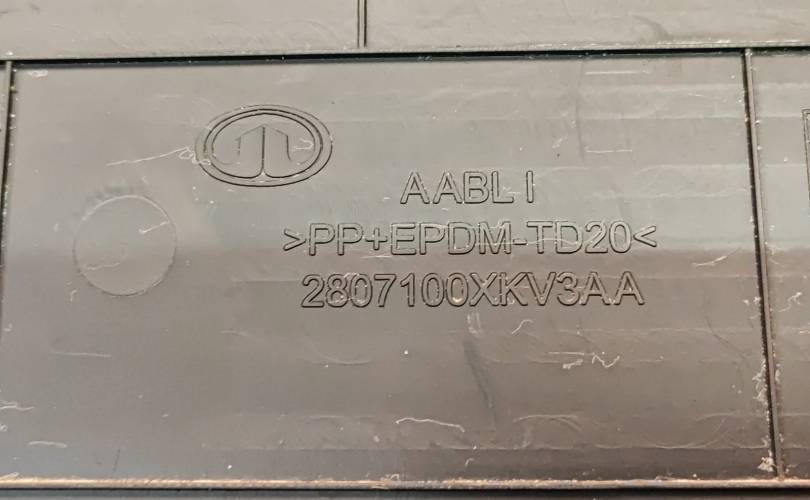 AABL I
>PP+EPDM-TD20<
2807100XKV3AA